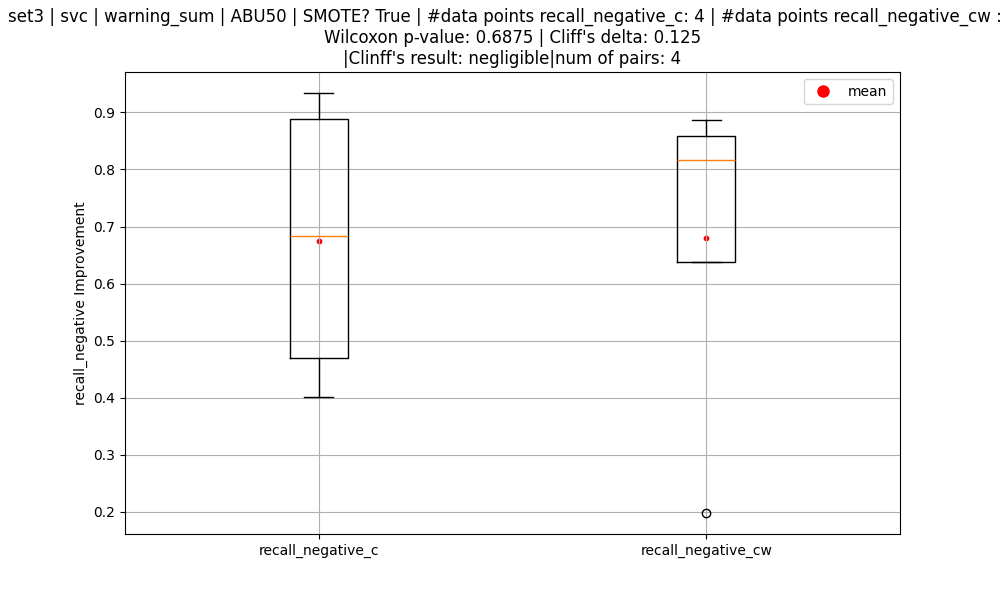 set3 | svc | warning_sum | ABU50 | SMOTE? True | #data points recall_negative_c: 4 | #data points recall_negative_cw :
Wilcoxon p-value: 0.6875 | Cliff's delta: 0.125
|Clinff's result: negligible|num of pairs: 4
mean
recall_negative Improvement
0.9
0.8
0.7
0.6
0.5
0.4
0.3
0.2
recall_negative_c
recall_negative_cw